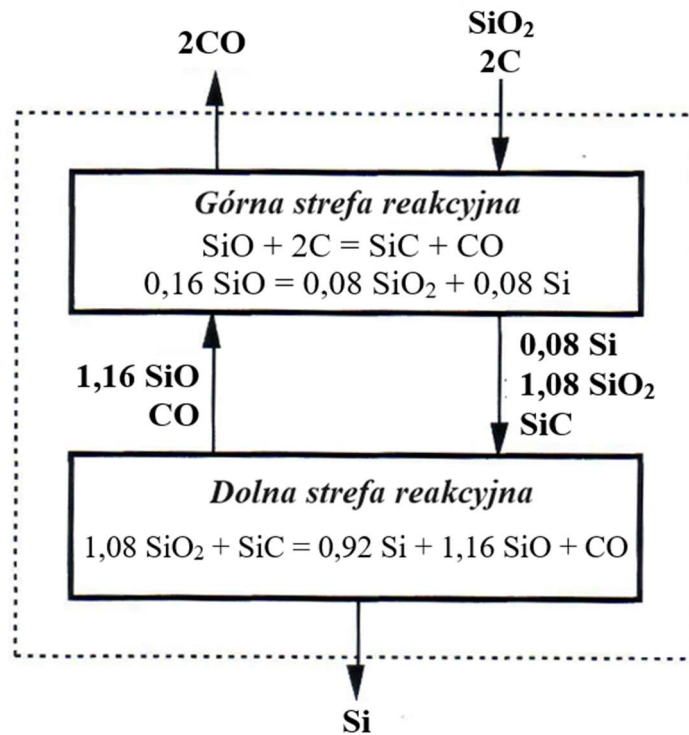 2CO
SiO₂
2C
Górna strefa reakcyjna
SiO + 2C = SiC + CO
0,16 SiO = 0,08 SiO₂ + 0,08 Si
1,16 SiO
CO
0,08 Si
1,08 SiO₂
SiC
Dolna strefa reakcyjna
1,08 SiO₂ + SiC = 0,92 Si + 1,16 SiO + CO
Si